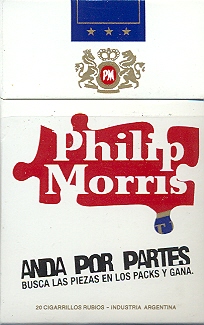 PM
Philip
Morris
ANDA POR PARTES
BUSCA LAS PIEZAS EN LOS PACKS Y GANA.
20 CIGARRILLOS RUBIOS - INDUSTRIA ARGENTINA